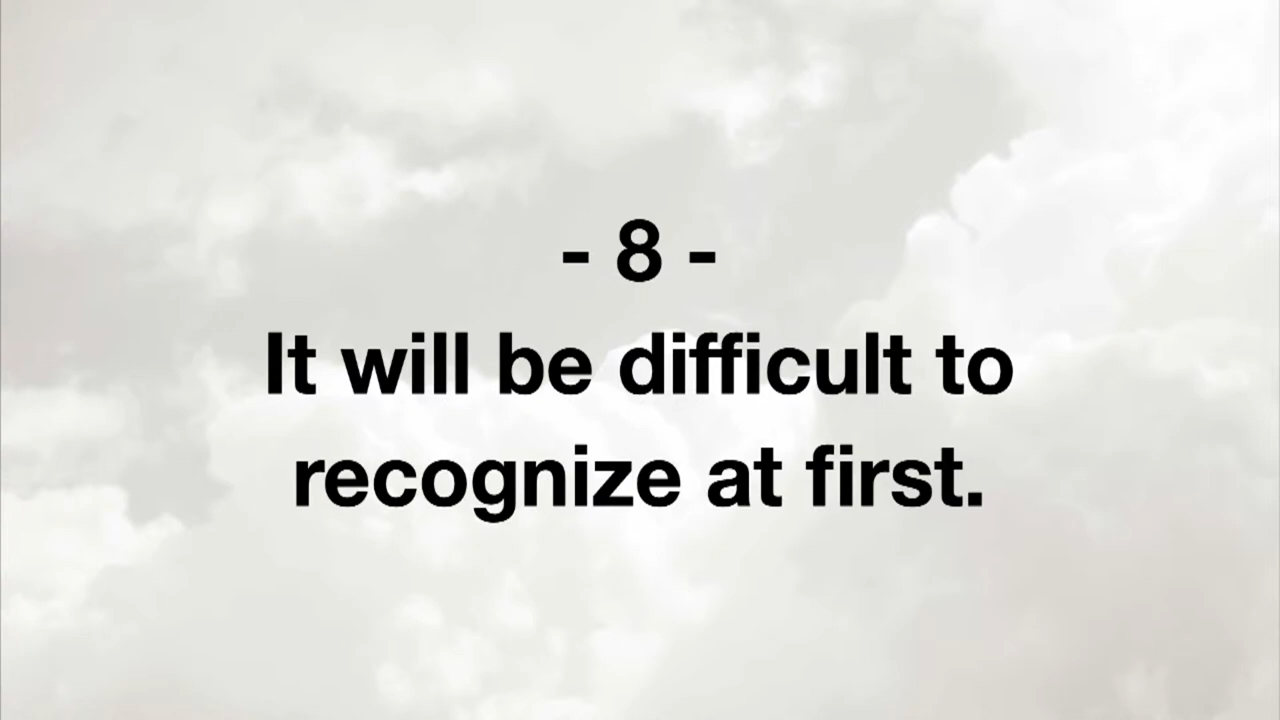 - 8 -
It will be difficult to
recognize at first.